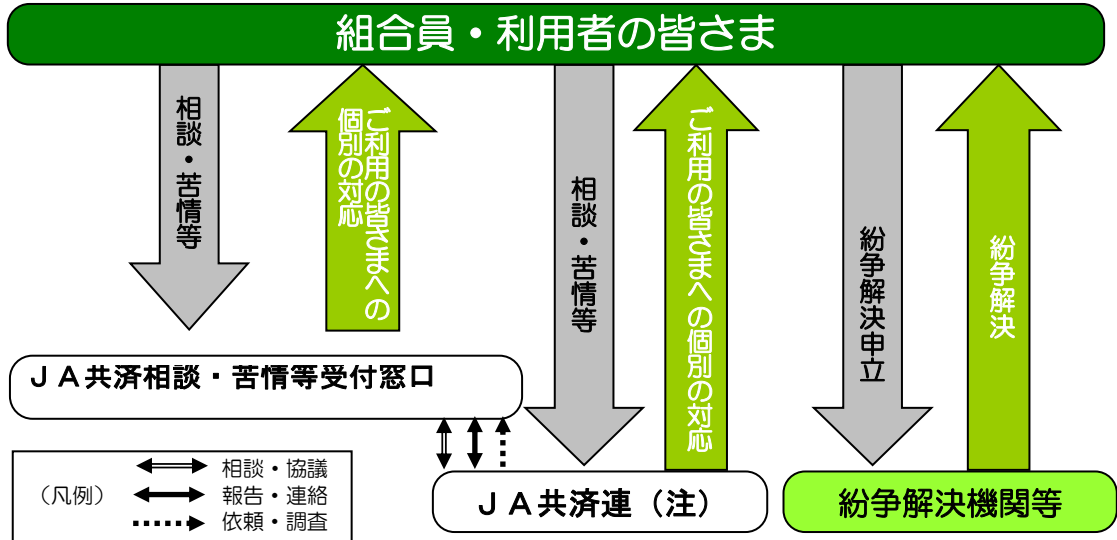 組合員・利用者の皆さま
相談・苦情等
ご利用の皆さまへの
個別の対応
相談・苦情等
ご利用の皆さまへの個別の対応
紛争解決申立
紛争解決
ＪＡ共済相談・苦情等受付窓口
ＪＡ共済連（注）
紛争解決機関等
（凡例）
相談・協議
報告・連絡
依頼・調査